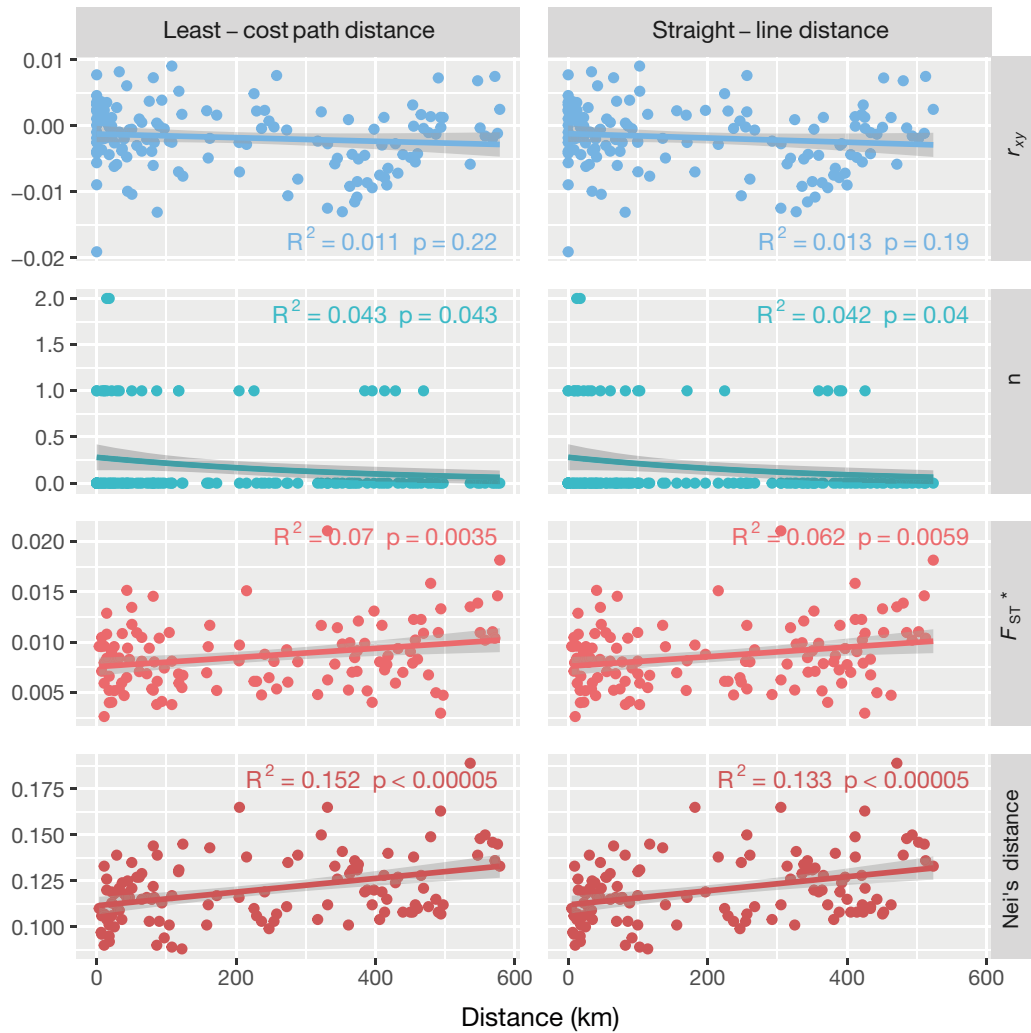 Least – cost path distance
Straight – line distance
0.01
0.00
−0.01
−0.02
R² = 0.011 p = 0.22
R² = 0.013 p = 0.19
rxy
2.0
1.5
1.0
0.5
0.0
R² = 0.043 p = 0.043
R² = 0.042 p = 0.04
n
0.020
0.015
0.010
0.005
R² = 0.07 p = 0.0035
R² = 0.062 p = 0.0059
FST*
0.175
0.150
0.125
0.100
R² = 0.152 p < 0.00005
R² = 0.133 p < 0.00005
Nei's distance
0 200 400 600
0 200 400 600
Distance (km)